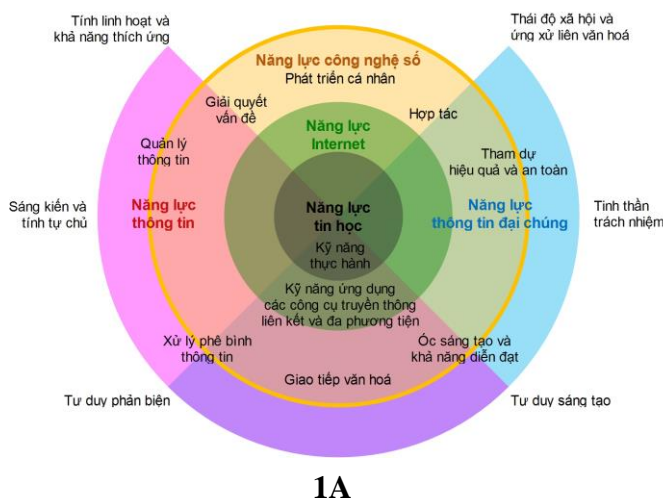 Tính linh hoạt và
khả năng thích ứng
Thái độ xã hội và
ứng xử liên văn hoá
Năng lực công nghệ số
Phát triển cá nhân
Giải quyết
vấn đề
Hợp tác
Năng lực
Internet
Quản lý
thông tin
Tham dự
hiệu quả và an toàn
Sáng kiến và
tính tự chủ
Năng lực
thông tin
Năng lực
tin học
Năng lực
thông tin đại chúng
Tinh thần
trách nhiệm
Kỹ năng
thực hành
Kỹ năng ứng dụng
các công cụ truyền thông
liên kết và đa phương tiện
Xử lý phê bình
thông tin
Óc sáng tạo và
khả năng diễn đạt
Giao tiếp văn hoá
Tư duy phản biện
Tư duy sáng tạo
1A